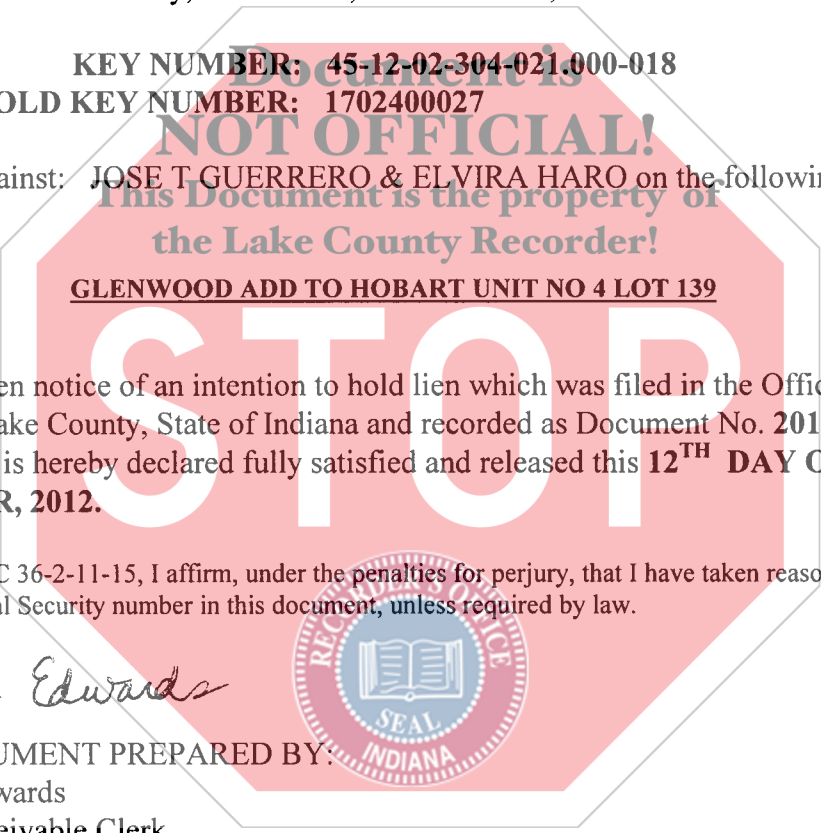 KEY NUMBER: 45-12-02-304-021.000-018
Document is
OLD KEY NUMBER: 1702400027
NOT OFFICIAL!
ainst: JOSE T GUERRERO & ELVIRA HARO on the followin
This Document is the property of
the Lake County Recorder!
GLENWOOD ADD TO HOBART UNIT NO 4 LOT 139
STOP
en notice of an intention to hold lien which was filed in the Offic
ake County, State of Indiana and recorded as Document No. 201
is hereby declared fully satisfied and released this 12TH DAY O
R, 2012.
C 36-2-11-15, I affirm, under the penalties for perjury, that I have taken reaso
al Security number in this document, unless required by law.
RECORDER'S OFFICE
SEAL
INDIANA
Edwards
UMENT PREPARED BY:
wards
eivable Clerk